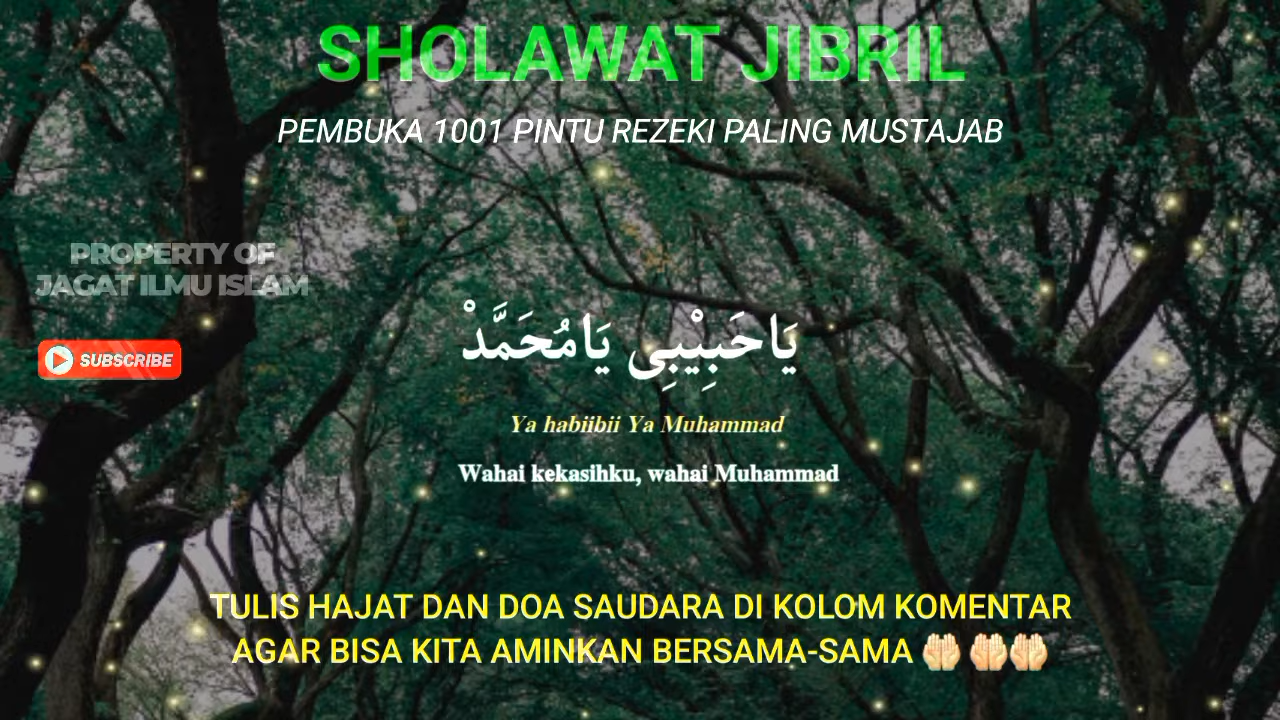 SHOLAWAT JIBRIL
PEMBUKA 1001 PINTU REZEKI PALING MUSTAJAB
PROPERTY OF
JAGAT ILMU ISLAM
SUBSCRIBE
يَاحَبِيْبِى يَامُحَمَّدْ
Ya habiibii Ya Muhammad
Wahai kekasihku, wahai Muhammad
TULIS HAJAT DAN DOA SAUDARA DI KOLOM KOMENTAR
AGAR BISA KITA AMINKAN BERSAMA-SAMA 🤲🏻 🤲🏻🤲🏻